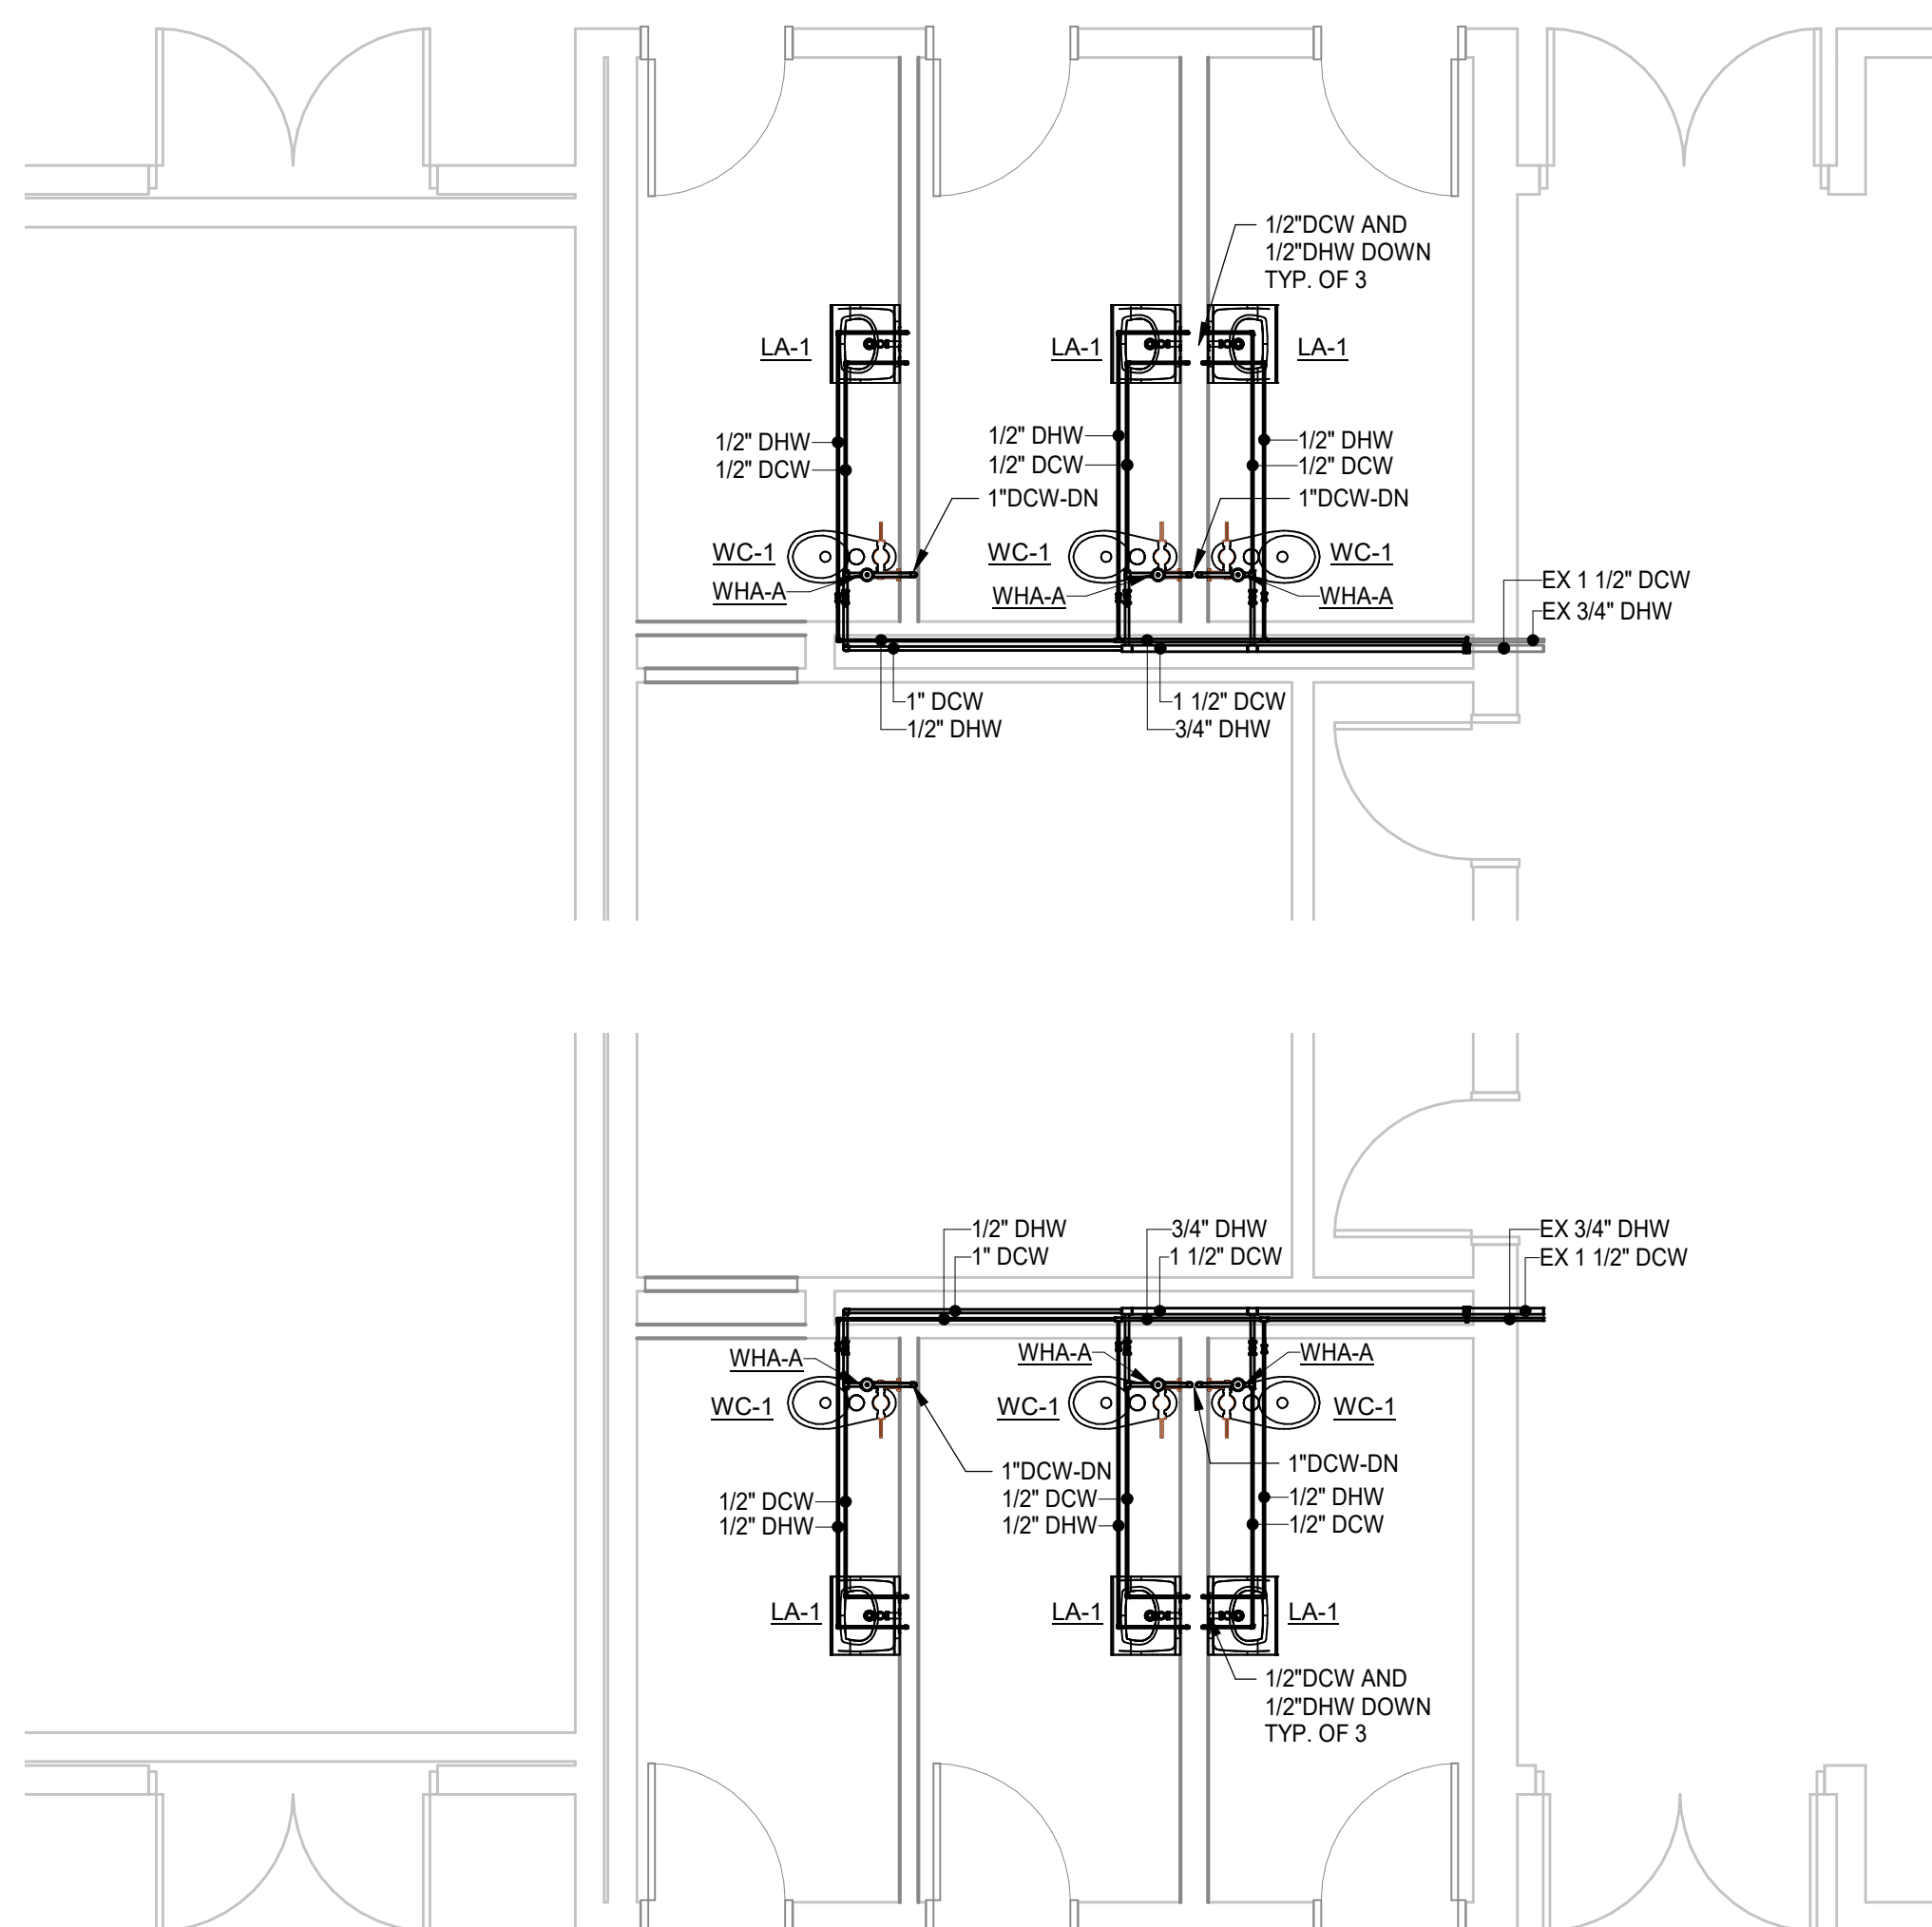 1/2"DCW AND
1/2"DHW DOWN
TYP. OF 3
LA-1
LA-1
LA-1
1/2" DHW
1/2" DCW
1/2" DHW
1/2" DCW
1/2" DHW
1/2" DCW
1"DCW-DN
1"DCW-DN
WC-1
WC-1
WC-1
WHA-A
WHA-A
WHA-A
EX 1 1/2" DCW
EX 3/4" DHW
1" DCW
1/2" DHW
1 1/2" DCW
3/4" DHW
1/2" DHW
1" DCW
3/4" DHW
1 1/2" DCW
EX 3/4" DHW
EX 1 1/2" DCW
WHA-A
WHA-A
WHA-A
WC-1
WC-1
WC-1
1"DCW-DN
1"DCW-DN
1/2" DCW
1/2" DHW
1/2" DCW
1/2" DHW
1/2" DHW
1/2" DCW
LA-1
LA-1
LA-1
1/2"DCW AND
1/2"DHW DOWN
TYP. OF 3